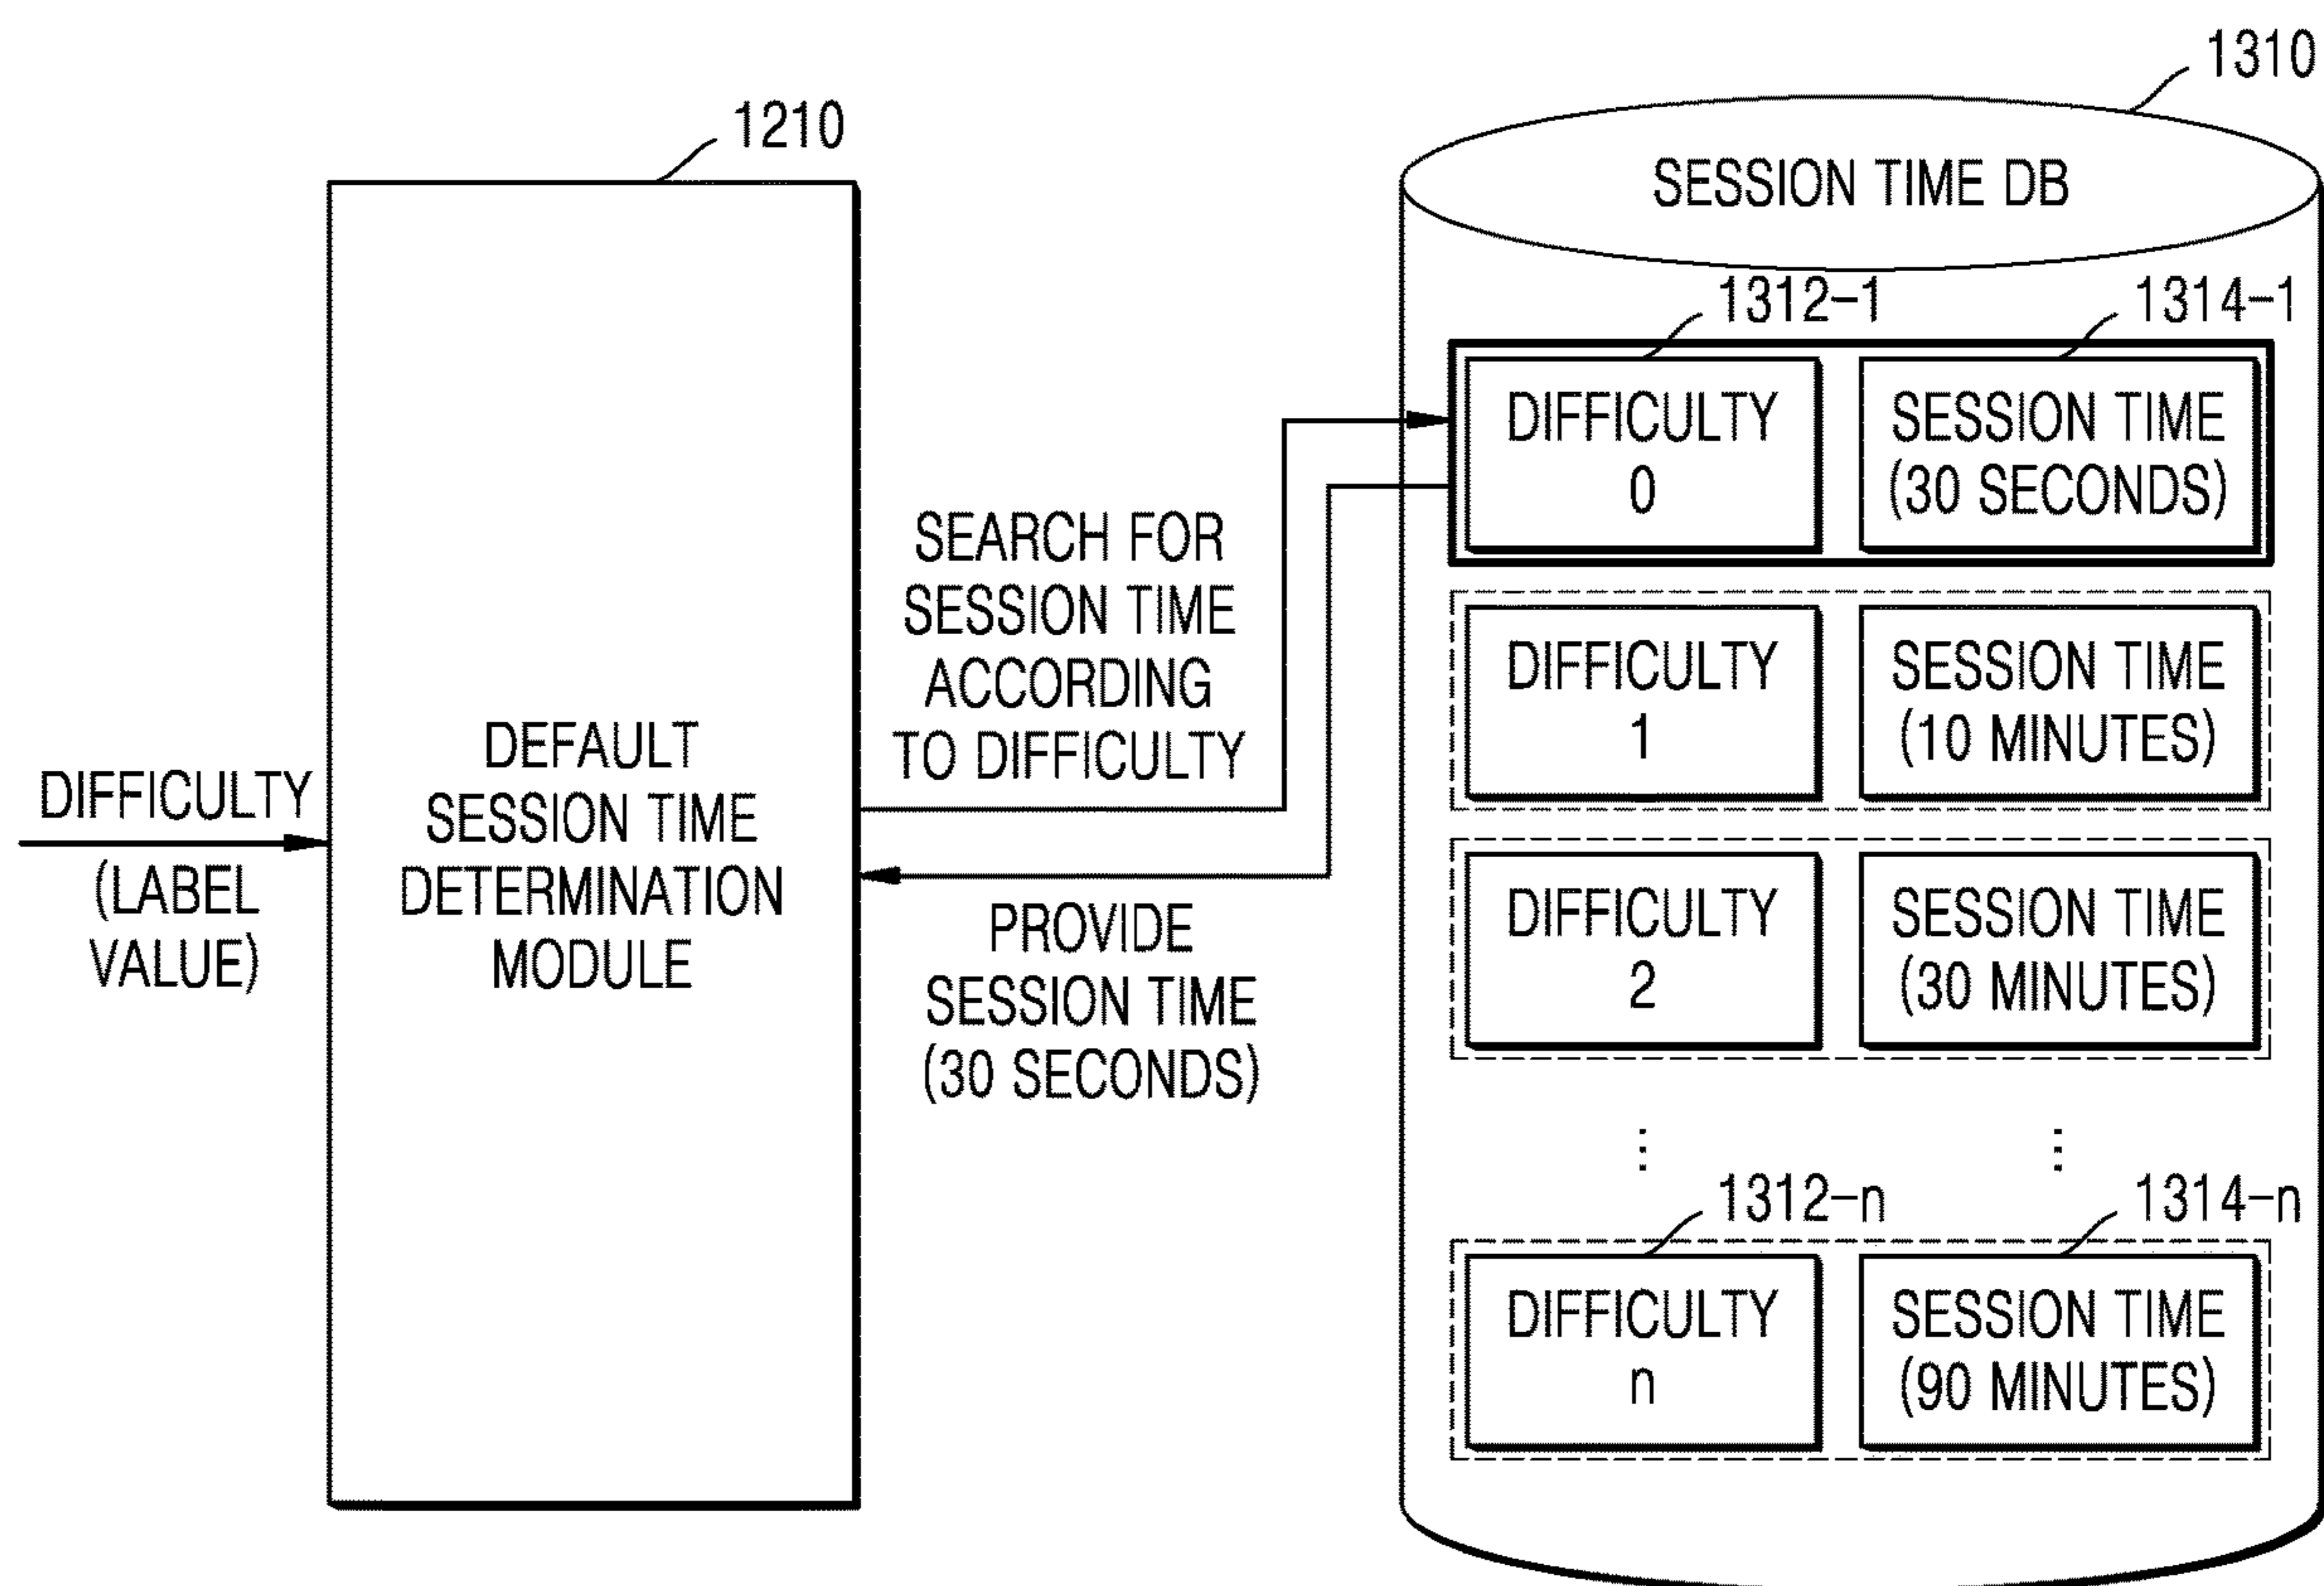 1310
1210
SESSION TIME DB
1312-1
1314-1
DIFFICULTY
0
SESSION TIME
(30 SECONDS)
SEARCH FOR
SESSION TIME
ACCORDING
TO DIFFICULTY
DIFFICULTY
1
SESSION TIME
(10 MINUTES)
DIFFICULTY
(LABEL
VALUE)
DEFAULT
SESSION TIME
DETERMINATION
MODULE
PROVIDE
SESSION TIME
(30 SECONDS)
DIFFICULTY
2
SESSION TIME
(30 MINUTES)
⋮
⋮
1312-n
1314-n
DIFFICULTY
n
SESSION TIME
(90 MINUTES)